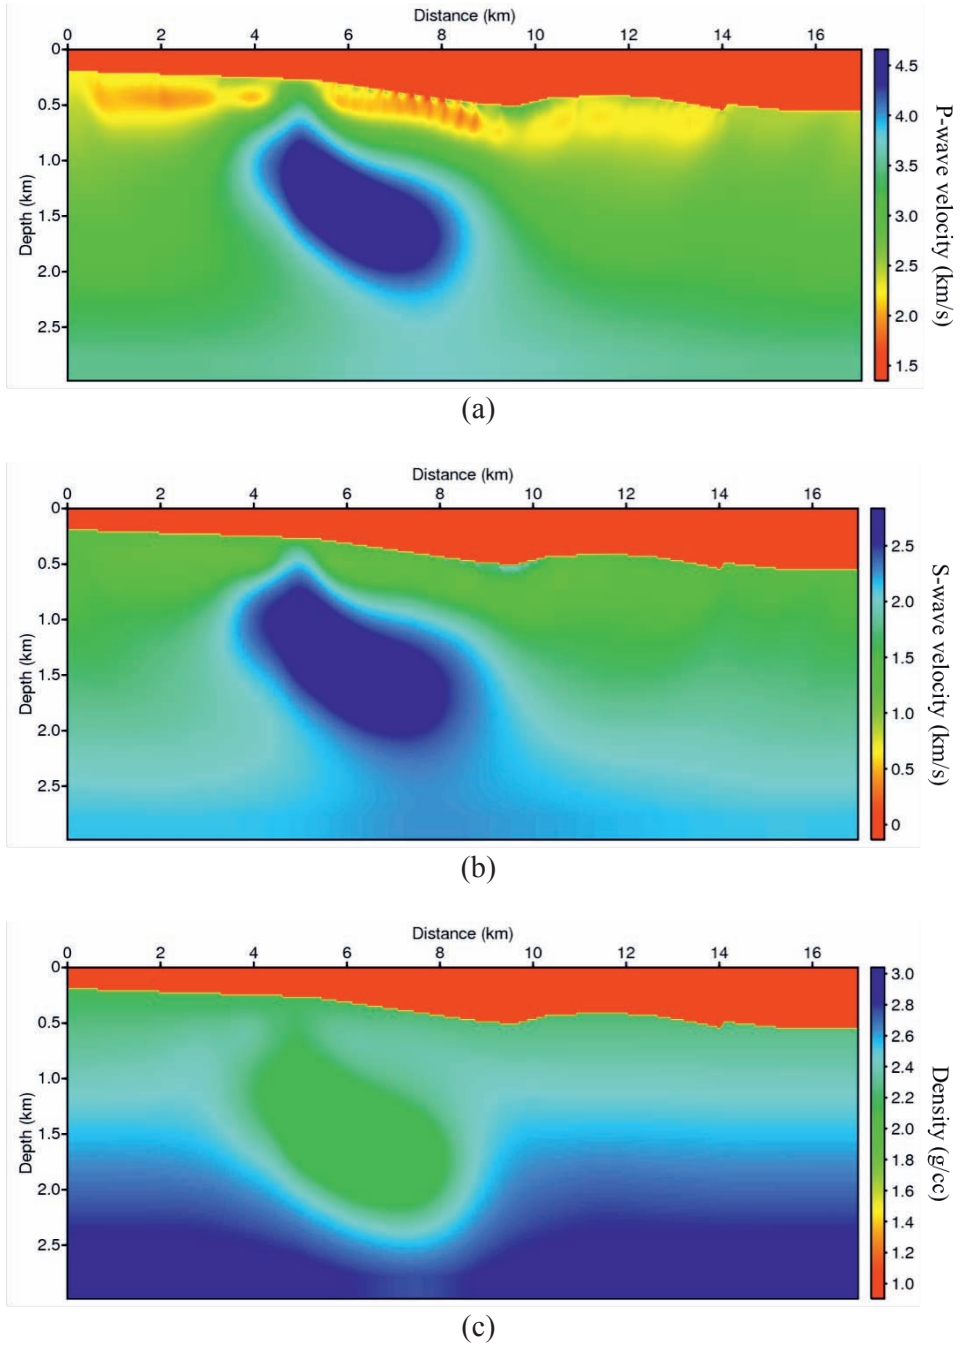 Distance (km)
0 2 4 6 8 10 12 14 16
0
0.5
1.0
1.5
2.0
2.5
Depth (km)
4.5
4.0
3.5
3.0
2.5
2.0
1.5
P-wave velocity (km/s)
(a)
Distance (km)
0 2 4 6 8 10 12 14 16
0
0.5
1.0
1.5
2.0
2.5
Depth (km)
2.5
2.0
1.5
1.0
0.5
0
S-wave velocity (km/s)
(b)
Distance (km)
0 2 4 6 8 10 12 14 16
0
0.5
1.0
1.5
2.0
2.5
Depth (km)
3.0
2.8
2.6
2.4
2.2
2.0
1.8
1.6
1.4
1.2
1.0
Density (g/cc)
(c)